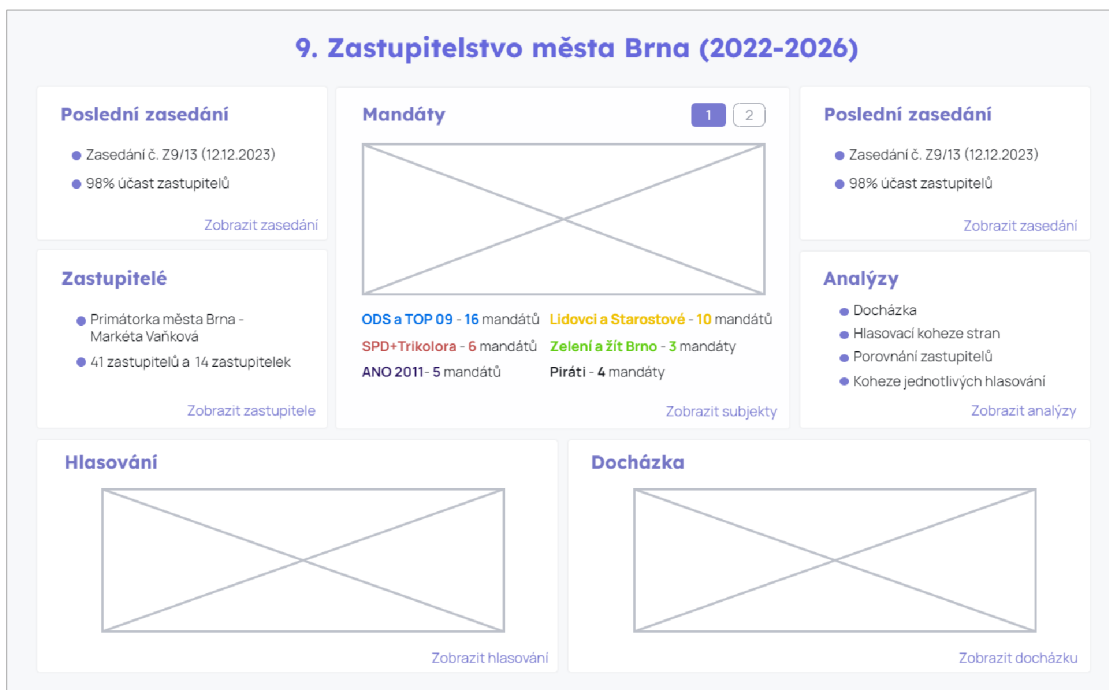 9. Zastupitelstvo města Brna (2022-2026)
Poslední zasedání
Zasedání č. Z9/13 (12.12.2023)
98% účast zastupitelů
Zobrazit zasedání
Mandáty
1
2
ODS a TOP 09 - 16 mandátů
Lidovci a Starostové - 10 mandátů
SPD+Trikolora - 6 mandátů
Zelení a žít Brno - 3 mandáty
ANO 2011- 5 mandátů
Piráti - 4 mandáty
Zobrazit subjekty
Poslední zasedání
Zasedání č. Z9/13 (12.12.2023)
98% účast zastupitelů
Zobrazit zasedání
Zastupitelé
Primátorka města Brna -
Markéta Vaňková
41 zastupitelů a 14 zastupitelek
Zobrazit zastupitele
Analýzy
Docházka
Hlasovací koheze stran
Porovnání zastupitelů
Koheze jednotlivých hlasování
Zobrazit analýzy
Hlasování
Zobrazit hlasování
Docházka
Zobrazit docházku